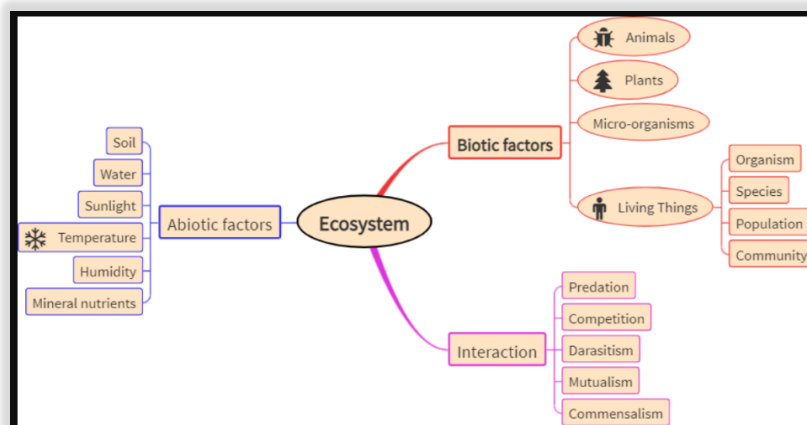 Ecosystem
Abiotic factors
Soil
Water
Sunlight
Temperature
Humidity
Mineral nutrients
Biotic factors
Animals
Plants
Micro-organisms
Living Things
Organism
Species
Population
Community
Interaction
Predation
Competition
Darasitism
Mutualism
Commensalism